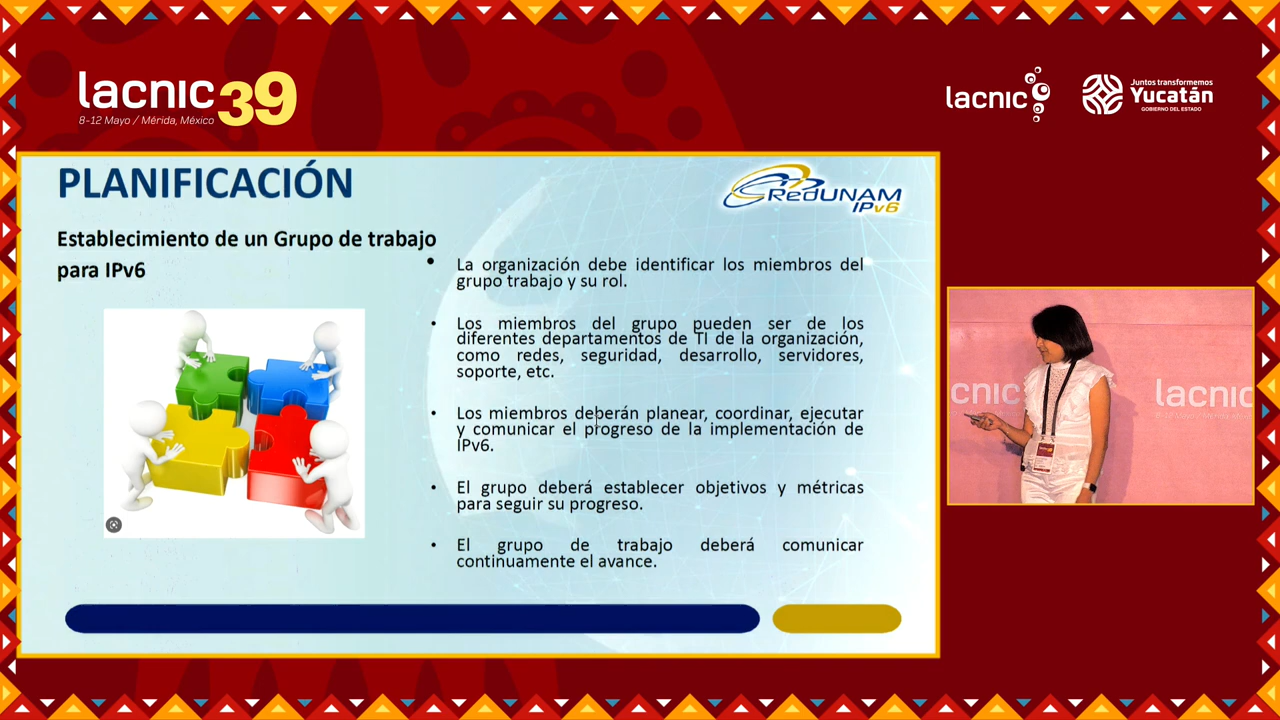 lacnic 39
8-12 Mayo / Mérida, México
lacnic
Juntos transformemos
Yucatán
GOBIERNO DEL ESTADO
PLANIFICACIÓN
RedUNAM
IPv6
Establecimiento de un Grupo de trabajo
para IPv6
• La organización debe identificar los miembros del
grupo trabajo y su rol.
• Los miembros del grupo pueden ser de los
diferentes departamentos de TI de la organización,
como redes, seguridad, desarrollo, servidores,
soporte, etc.
• Los miembros deberán planear, coordinar, ejecutar
y comunicar el progreso de la implementación de
IPv6.
• El grupo deberá establecer objetivos y métricas
para seguir su progreso.
• El grupo de trabajo deberá comunicar
continuamente el avance.
cnic
lacnic